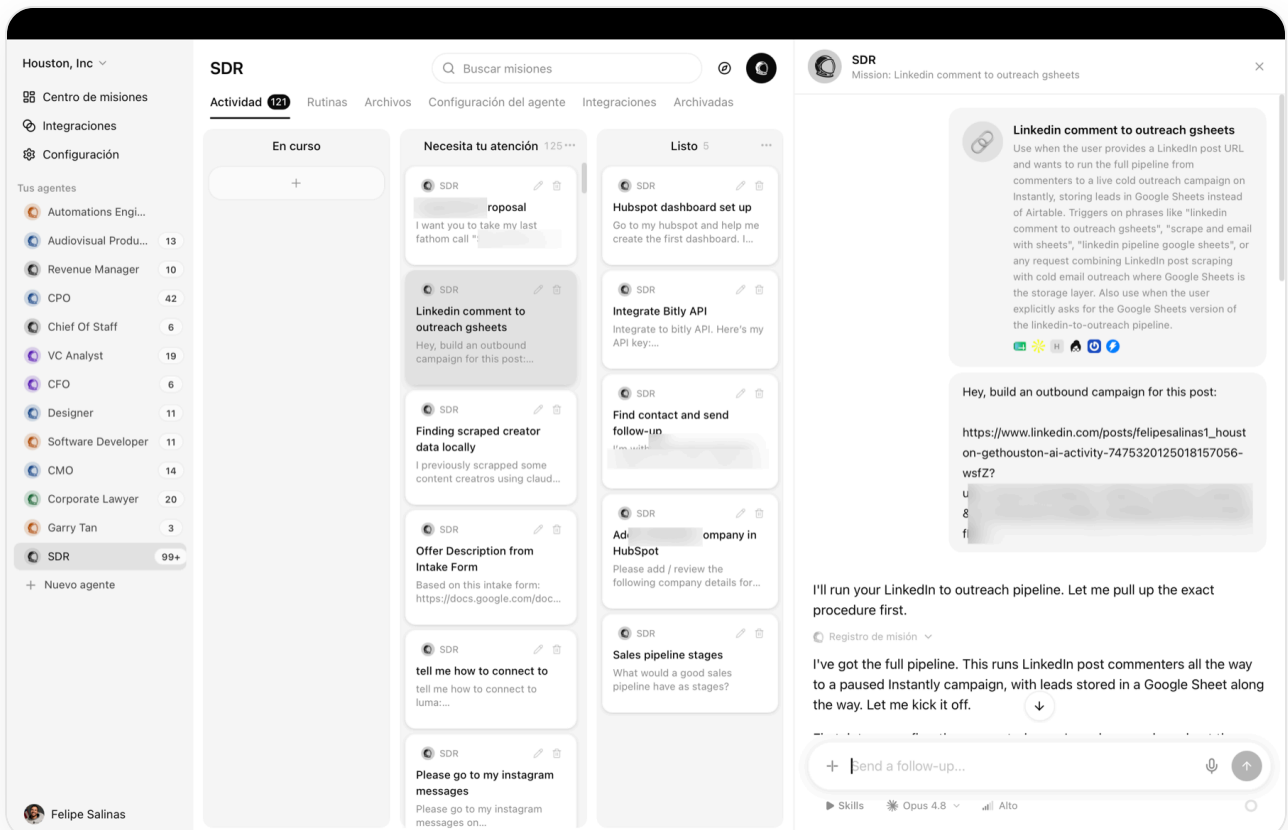 Houston, Inc
Centro de misiones
Integraciones
Configuración
Tus agentes
Automations Engi...
Audiovisual Produ... 13
Revenue Manager 10
CPO 42
Chief Of Staff 6
VC Analyst 19
CFO 6
Designer 11
Software Developer 11
CMO 14
Corporate Lawyer 20
Garry Tan 3
SDR 99+
Nuevo agente
Felipe Salinas
SDR
Buscar misiones
Actividad 121 Rutinas Archivos Configuración del agente Integraciones Archivadas
En curso
Necesita tu atención 125
SDR
roposal
I want you to take my last
fathom call "
SDR
Linkedin comment to
outreach gsheets
Hey, build an outbound
campaign for this post:...
SDR
Finding scraped creator
data locally
I previously scrapped some
content creatros using claud...
SDR
Offer Description from
Intake Form
Based on this intake form:
https://docs.google.com/doc...
SDR
tell me how to connect to
tell me how to connect to
luma:...
SDR
Please go to my instagram
messages
Please go to my instagram
messages on...
Listo 5
SDR
Hubspot dashboard set up
Go to my hubspot and help me
create the first dashboard. I...
SDR
Integrate Bitly API
Integrate to bitly API. Here's my
API key:...
SDR
Find contact and send
follow-up
I'm with
SDR
ompany in
HubSpot
Please add / review the
following company details for...
SDR
Sales pipeline stages
What would a good sales
pipeline have as stages?
SDR
Mission: Linkedin comment to outreach gsheets
Linkedin comment to outreach gsheets
Use when the user provides a LinkedIn post URL
and wants to run the full pipeline from
commenters to a live cold outreach campaign on
Instantly, storing leads in Google Sheets instead
of Airtable. Triggers on phrases like "linkedin
comment to outreach gsheets", "scrape and email
with sheets", "linkedin pipeline google sheets", or
any request combining LinkedIn post scraping
with cold email outreach where Google Sheets is
the storage layer. Also use when the user
explicitly asks for the Google Sheets version of
the linkedin-to-outreach pipeline.
H
Hey, build an outbound campaign for this post:
https://www.linkedin.com/posts/felipesalinas1_houst
on-gethouston-ai-activity-7475320125018157056-
wsfZ?
I'll run your LinkedIn to outreach pipeline. Let me pull up the exact
procedure first.
Registro de misión
I've got the full pipeline. This runs LinkedIn post commenters all the way
to a paused Instantly campaign, with leads stored in a Google Sheet along
the way. Let me kick it off.
Send a follow-up...
Skills Opus 4.8 Alto